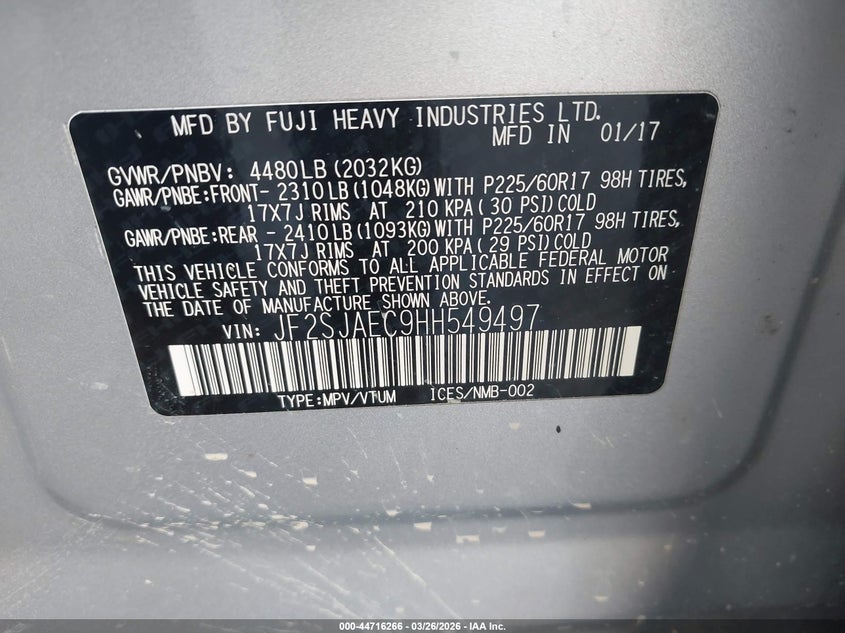 MFD BY FUJI HEAVY INDUSTRIES LTD.
MFD IN 01/17
GVWR/PNBV: 4480LB (2032KG)
GAWR/PNBE:FRONT- 2310LB (1048KG) WITH P225/60R17 98H TIRES,
17X7J RIMS AT 210 KPA ( 30 PSI) COLD
GAWR/PNBE:REAR - 2410LB (1093KG) WITH P225/60R17 98H TIRES,
17X7J RIMS AT 200 KPA ( 29 PSI) COLD
THIS VEHICLE CONFORMS TO ALL APPLICABLE FEDERAL MOTOR
VEHICLE SAFETY AND THEFT PREVENTION STANDARDS IN EFFECT ON
THE DATE OF MANUFACTURE SHOWN ABOVE.
VIN: JF2SJAEC9HH549497
TYPE:MPV/VTUM ICES/NMB-002
000-44716266 - 03/26/2026 - IAA Inc.